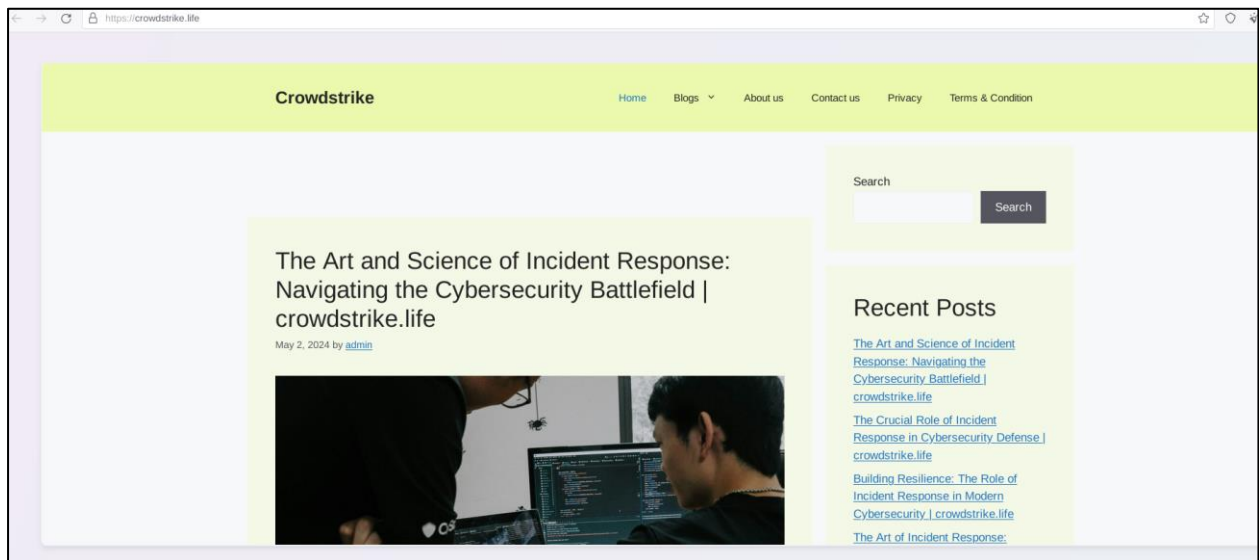 https://crowdstrike.life
Crowdstrike
Home Blogs About us Contact us Privacy Terms & Condition
Search
Search
The Art and Science of Incident Response:
Navigating the Cybersecurity Battlefield |
crowdstrike.life
May 2, 2024 by admin
Recent Posts
The Art and Science of Incident
Response: Navigating the
Cybersecurity Battlefield |
crowdstrike.life
The Crucial Role of Incident
Response in Cybersecurity Defense |
crowdstrike.life
Building Resilience: The Role of
Incident Response in Modern
Cybersecurity | crowdstrike.life
The Art of Incident Response: